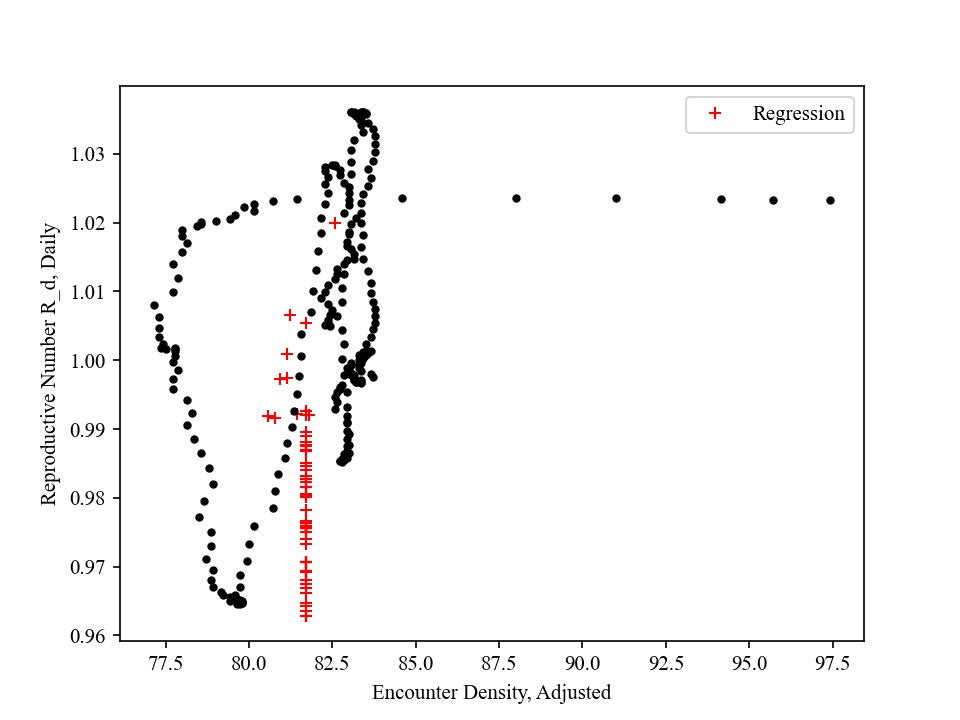 Regression
1.03
1.02
1.01
1.00
0.99
0.98
0.97
0.96
Reproductive Number R_d, Daily
77.5 80.0 82.5 85.0 87.5 90.0 92.5 95.0 97.5
Encounter Density, Adjusted